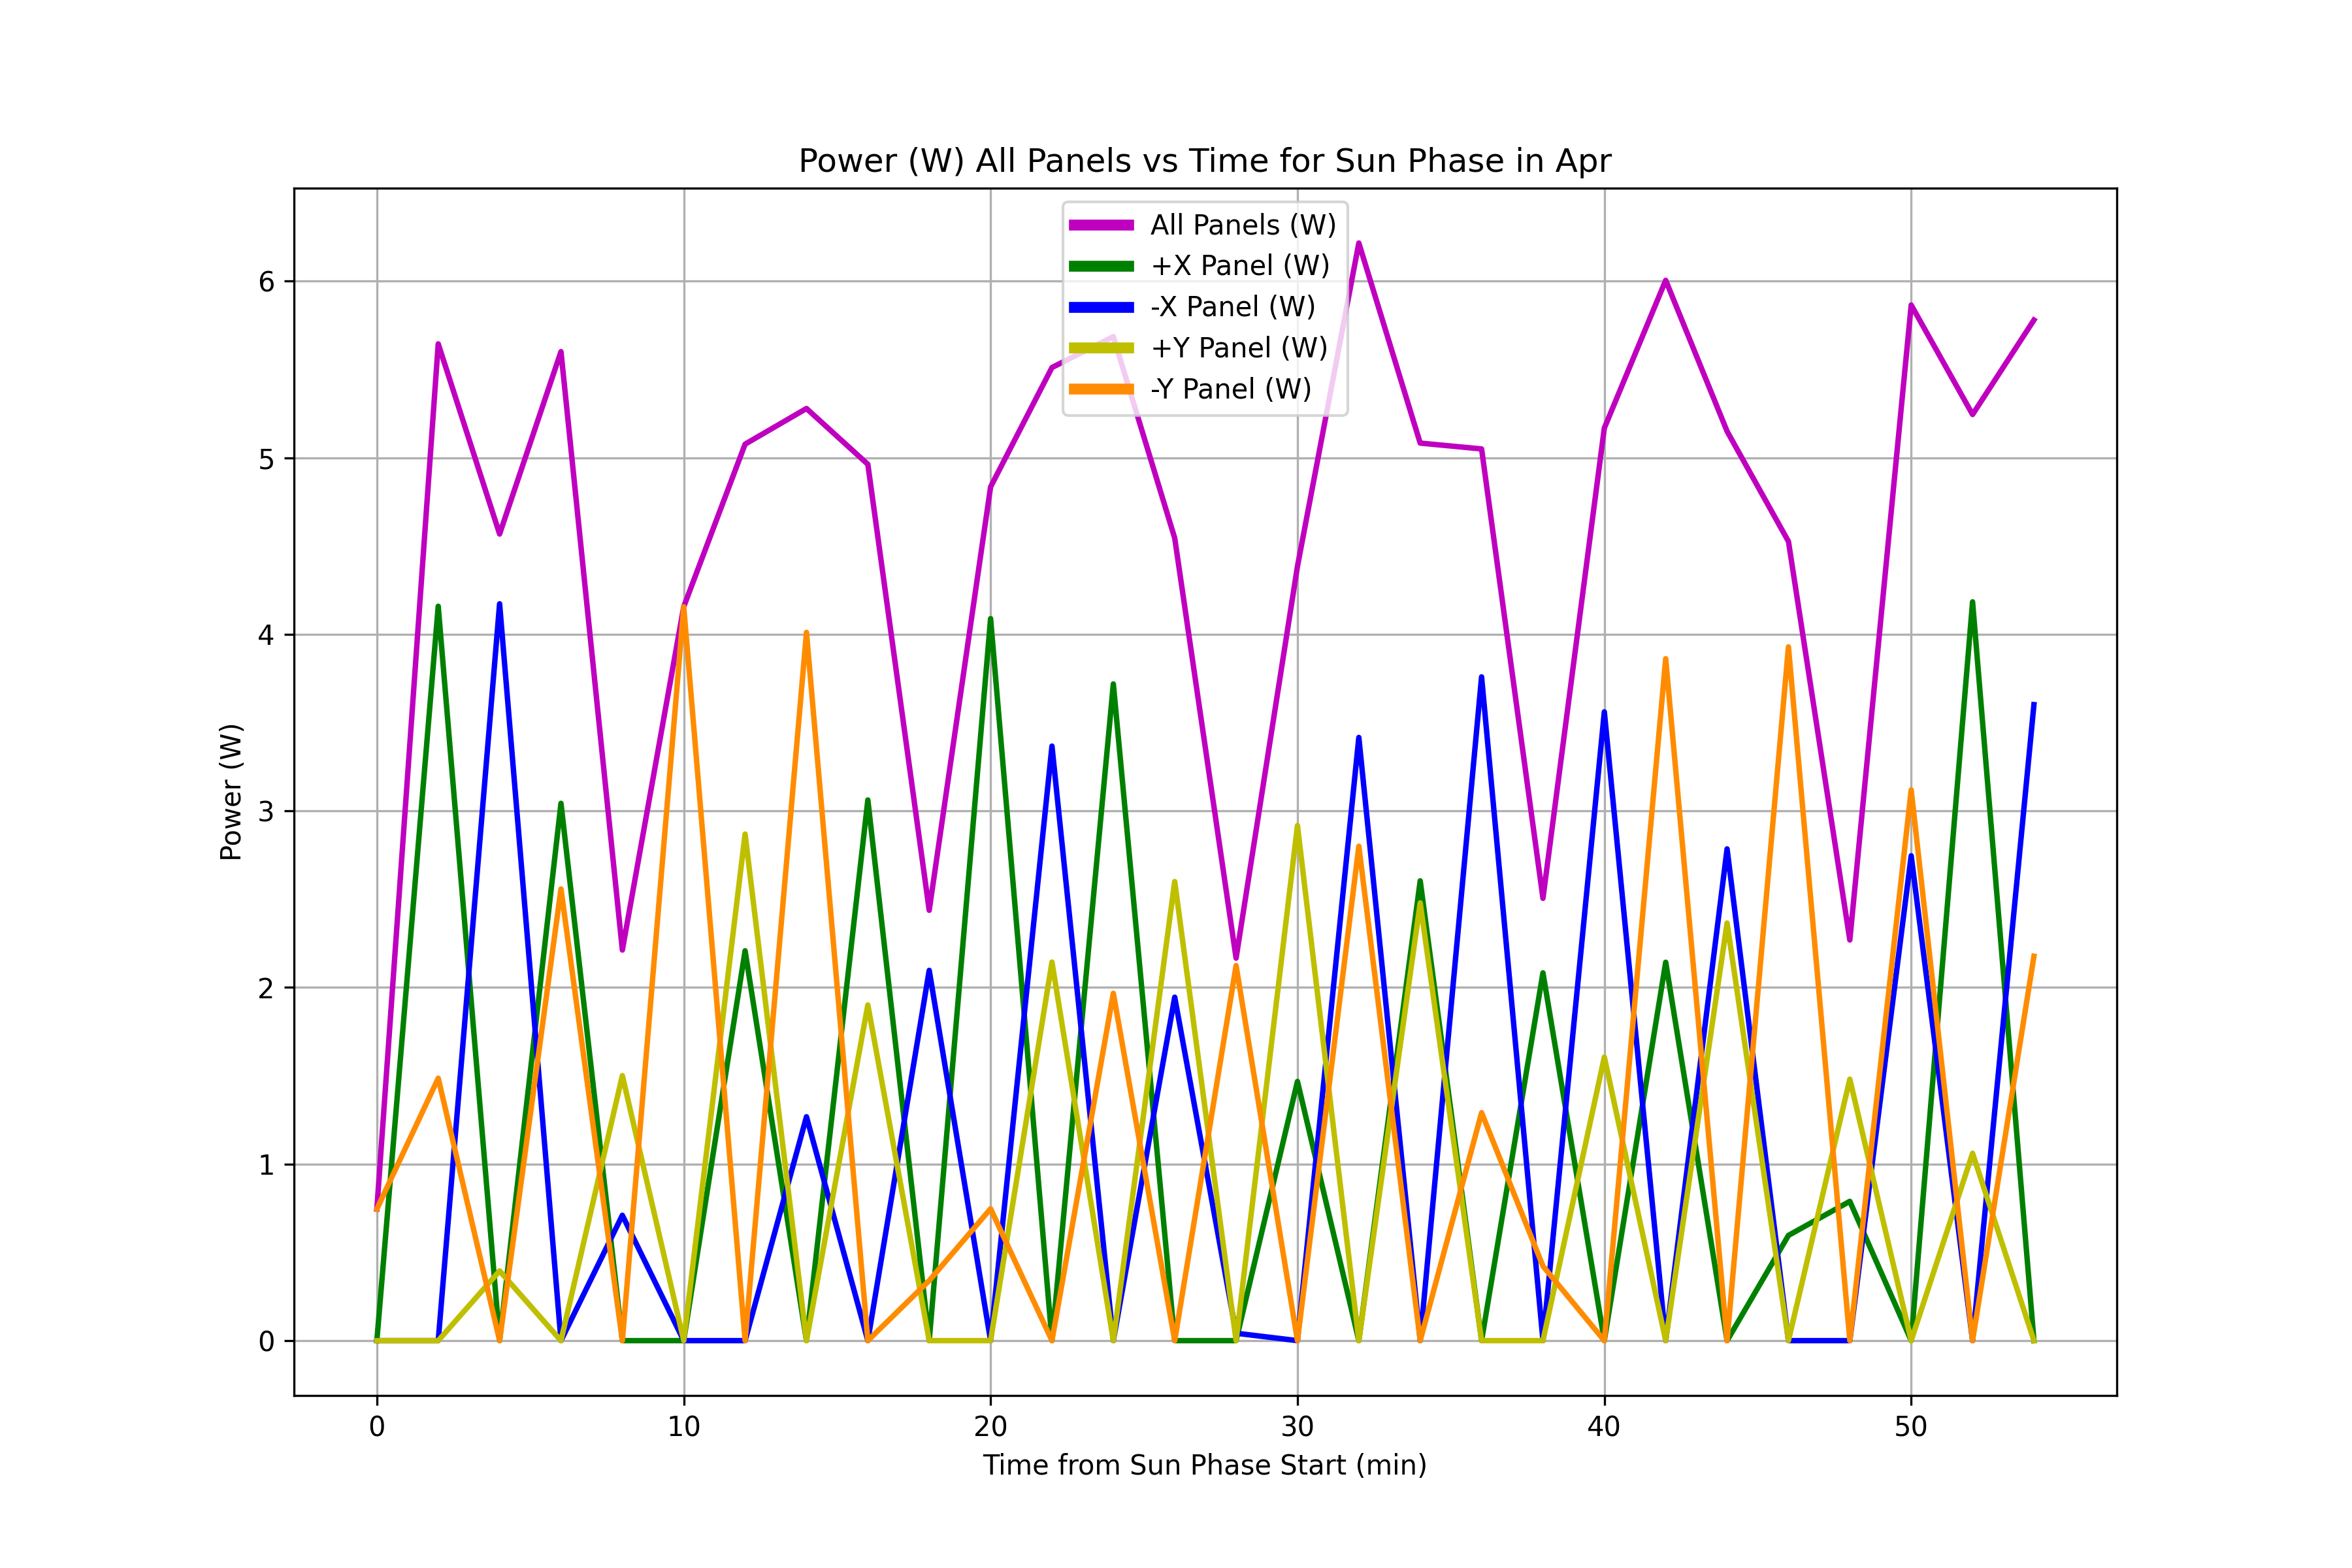 Power (W) All Panels vs Time for Sun Phase in Apr
All Panels (W)
+X Panel (W)
-X Panel (W)
+Y Panel (W)
-Y Panel (W)
6
5
4
3
2
1
0
Power (W)
0 10 20 30 40 50
Time from Sun Phase Start (min)